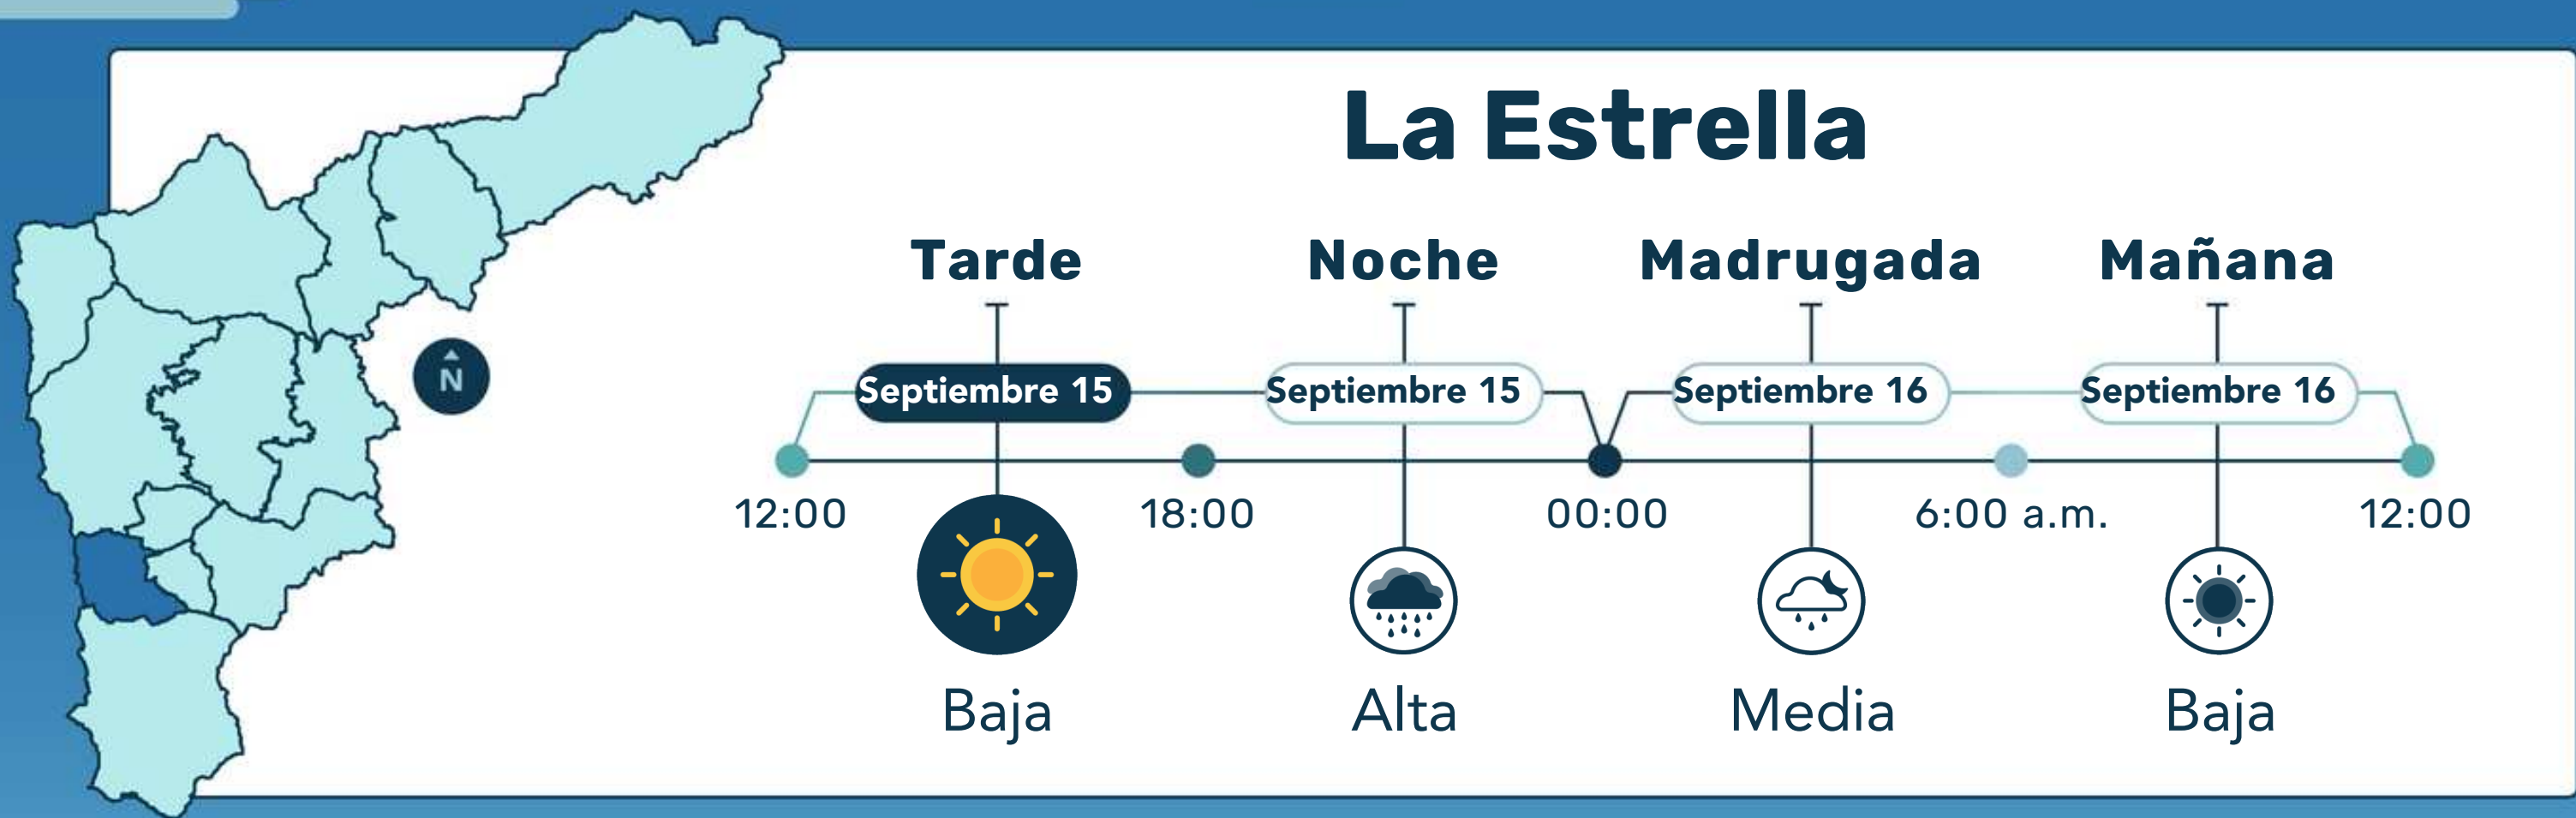 La Estrella
Tarde
Noche
Madrugada
Mañana
Septiembre 15
Septiembre 15
Septiembre 16
Septiembre 16
N
12:00
18:00
00:00
6:00 a.m.
12:00
Baja
Alta
Media
Baja